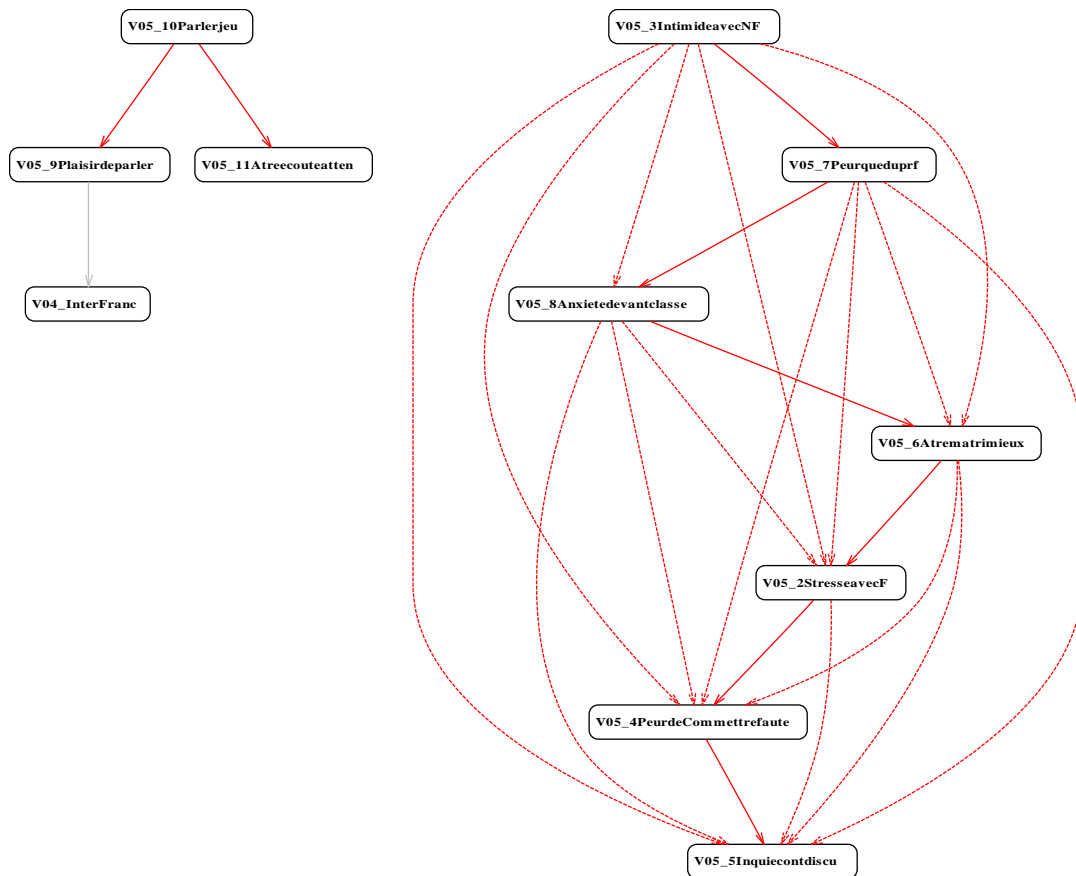 V05_10Parlerjeu
V05_3IntimideavecNF
V05_9Plaisirdeparler
V05_11Atreecouteatten
V05_7Peurqueduprf
V04_InterFranc
V05_8Anxietedevantclasse
V05_6Atrematrimieux
V05_2StresseavecF
V05_4PeurdeCommettrefaute
V05_5Inquiecontdiscu